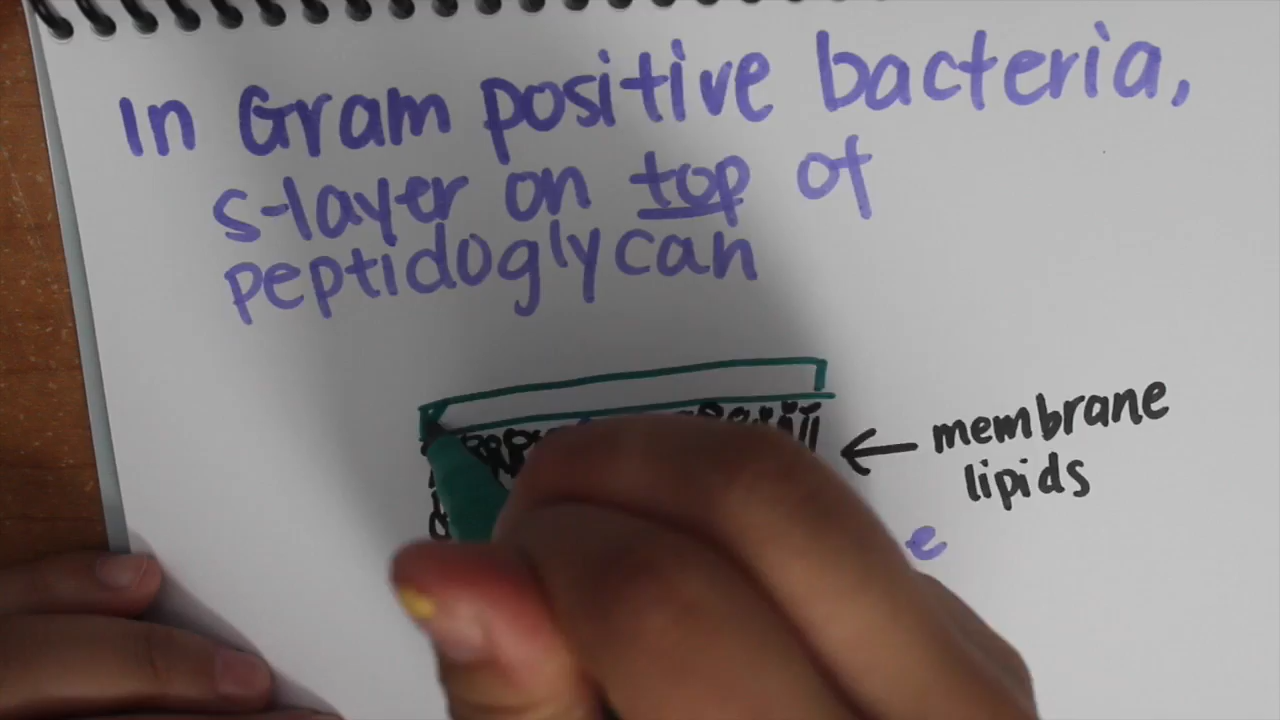 In Gram positive bacteria,
s-layer on top of
peptidoglycan
membrane
lipids